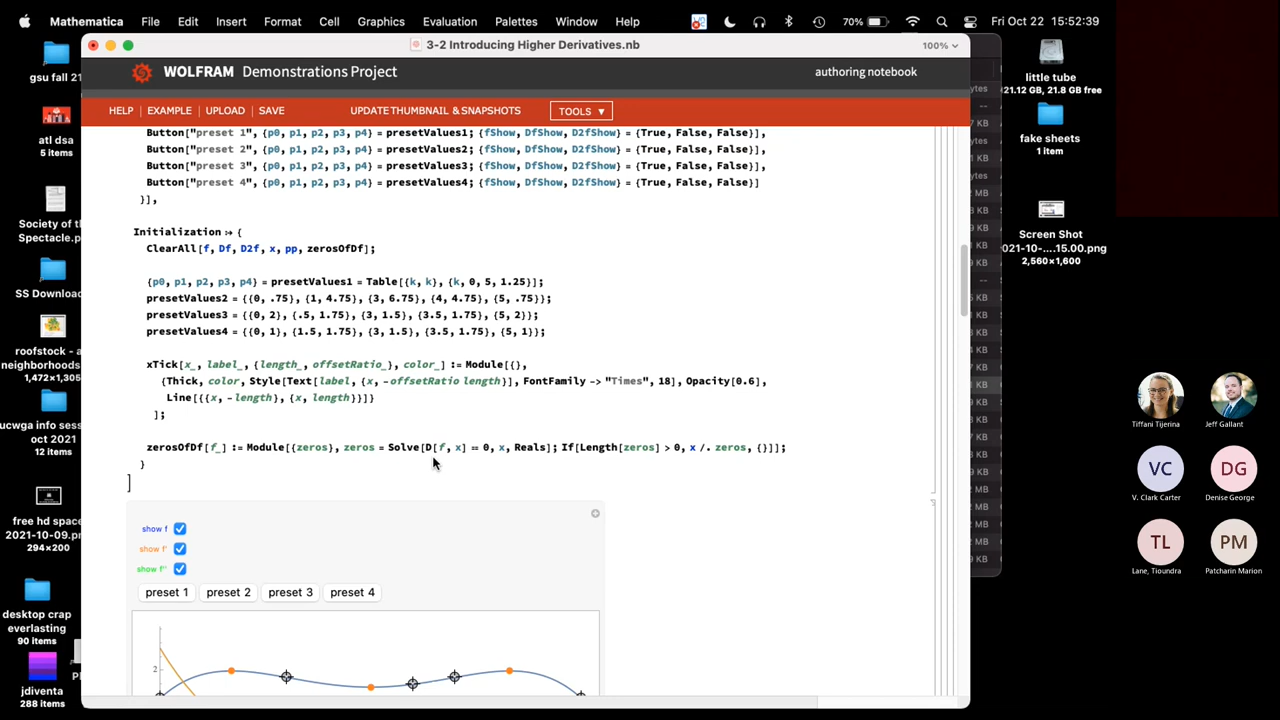 Mathematica File Edit Insert Format Cell Graphics Evaluation Palettes Window Help 70% Fri Oct 22 15:52:39
3-2 Introducing Higher Derivatives.nb 100%
WOLFRAM Demonstrations Project authoring notebook
HELP | EXAMPLE | UPLOAD | SAVE UPDATE THUMBNAIL & SNAPSHOTS TOOLS ▼
Button["preset 1", {p0, p1, p2, p3, p4} = presetValues1; {fShow, DfShow, D2fShow} = {True, False, False}],
Button["preset 2", {p0, p1, p2, p3, p4} = presetValues2; {fShow, DfShow, D2fShow} = {True, False, False}],
Button["preset 3", {p0, p1, p2, p3, p4} = presetValues3; {fShow, DfShow, D2fShow} = {True, False, False}],
Button["preset 4", {p0, p1, p2, p3, p4} = presetValues4; {fShow, DfShow, D2fShow} = {True, False, False}]
}],
Initialization :> {
ClearAll[f, Df, D2f, x, pp, zerosOfDf];
{p0, p1, p2, p3, p4} = presetValues1 = Table[{k, k}, {k, 0, 5, 1.25}];
presetValues2 = {{0, .75}, {1, 4.75}, {3, 6.75}, {4, 4.75}, {5, .75}};
presetValues3 = {{0, 2}, {.5, 1.75}, {3, 1.5}, {3.5, 1.75}, {5, 2}};
presetValues4 = {{0, 1}, {1.5, 1.75}, {3, 1.5}, {3.5, 1.75}, {5, 1}};
xTick[x_, label_, {length_, offsetRatio_}, color_] := Module[{},
{Thick, color, Style[Text[label, {x, -offsetRatio length}], FontFamily -> "Times", 18], Opacity[0.6],
Line[{{x, -length}, {x, length}}]}
];
zerosOfDf[f_] := Module[{zeros}, zeros = Solve[D[f, x] == 0, x, Reals]; If[Length[zeros] > 0, x /. zeros, {}]];
}
]
show f
show f'
show f''
preset 1 preset 2 preset 3 preset 4
2
gsu fall 21
atl dsa
5 items
Society of th
Spectacle.p
SS Download
roofstock - a
neighborhoods
1,472×1,305
ucwga info sess
oct 2021
12 items
free hd space
2021-10-09.pn
294×200
desktop crap
everlasting
90 items
jdiventa
288 items
little tube
21.12 GB, 21.8 GB free
fake sheets
1 item
Screen Shot
2021-10-....15.00.png
2,560×1,600
Tiffani Tijerina
Jeff Gallant
VC
V. Clark Carter
DG
Denise George
TL
Lane, Tioundra
PM
Patcharin Marion